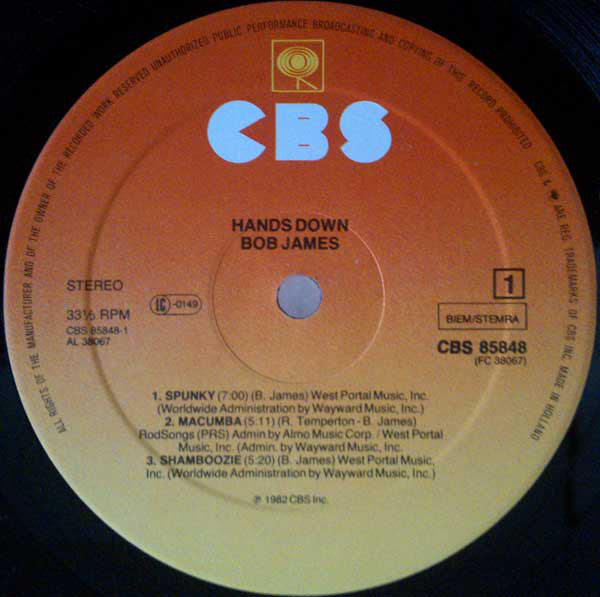 ALL RIGHTS OF THE MANUFACTURER AND OF THE OWNER OF THE RECORDED WORK RESERVED UNAUTHORIZED PUBLIC PERFORMANCE BROADCASTING AND COPYING OF THIS RECORD PROHIBITED
CBS & ARE REG. TRADEMARKS OF CBS INC. MADE IN HOLLAND
CBS
HANDS DOWN
BOB JAMES
STEREO
LC-0149
1
33⅓ RPM
BIEM/STEMRA
CBS 85848-1
AL 38067
CBS 85848
(FC 38067)
1. SPUNKY (7:00) (B. James) West Portal Music, Inc.
(Worldwide Administration by Wayward Music, Inc.)
2. MACUMBA (5:11) (R. Temperton - B. James)
RodSongs (PRS) Admin by Almo Music Corp. / West Portal
Music, Inc. (Admin. by Wayward Music, Inc.
3. SHAMBOOZIE (5:20) (B. James) West Portal Music,
Inc. (Worldwide Administration by Wayward Music, Inc.)
℗ 1982 CBS Inc.